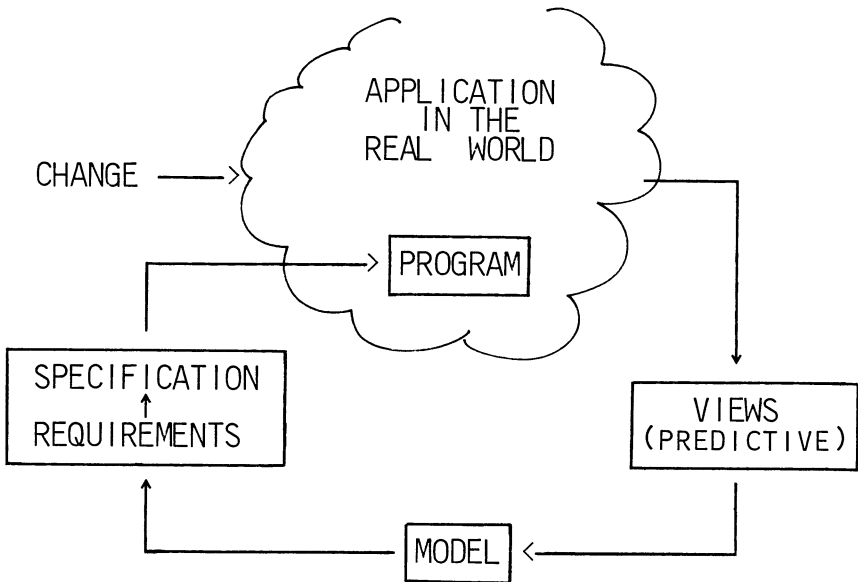 APPLICATION
IN THE
REAL WORLD
CHANGE
PROGRAM
SPECIFICATION
REQUIREMENTS
VIEWS
(PREDICTIVE)
MODEL